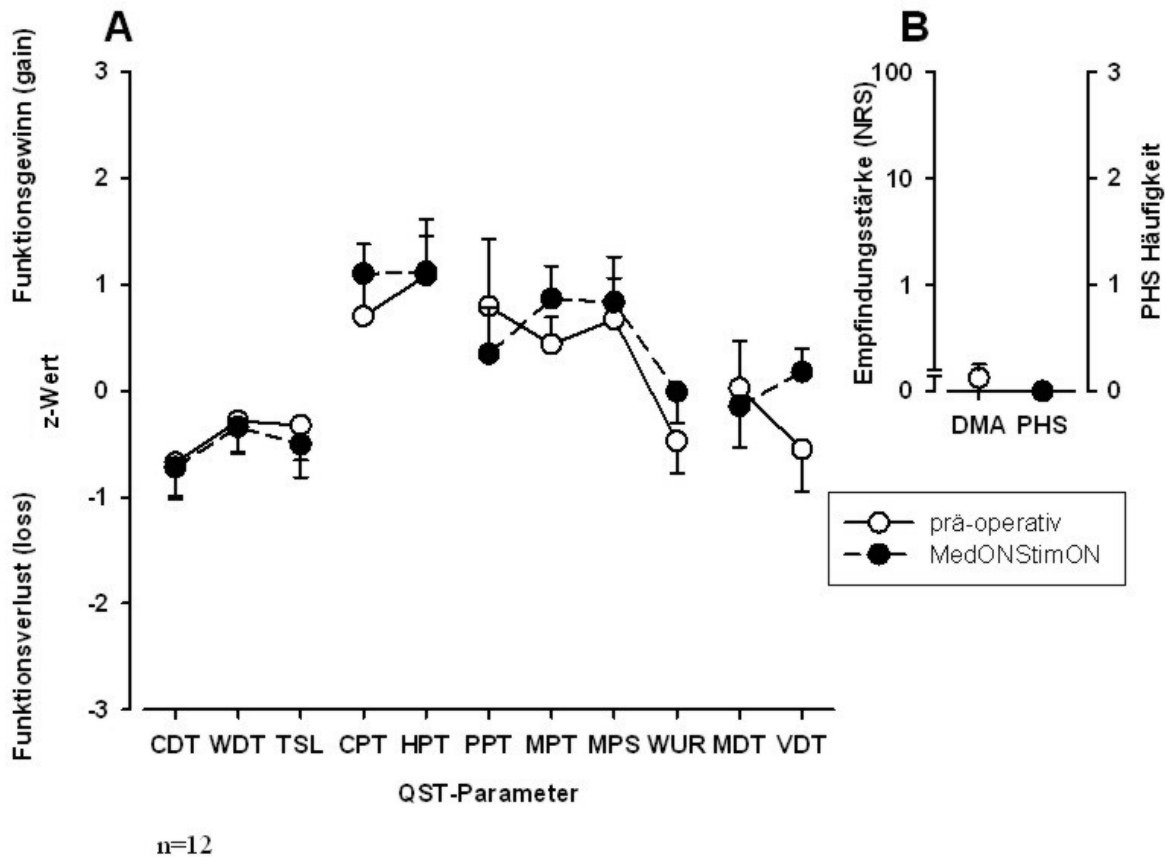 A
B
Funktionsgewinn (gain)
z-Wert
Funktionsverlust (loss)
3
2
1
0
-1
-2
-3
CDT WDT TSL CPT HPT PPT MPT MPS WUR MDT VDT
QST-Parameter
n=12
Empfindungsstärke (NRS)
100
10
1
0
PHS Häufigkeit
3
2
1
0
DMA PHS
prä-operativ
MedONStimON